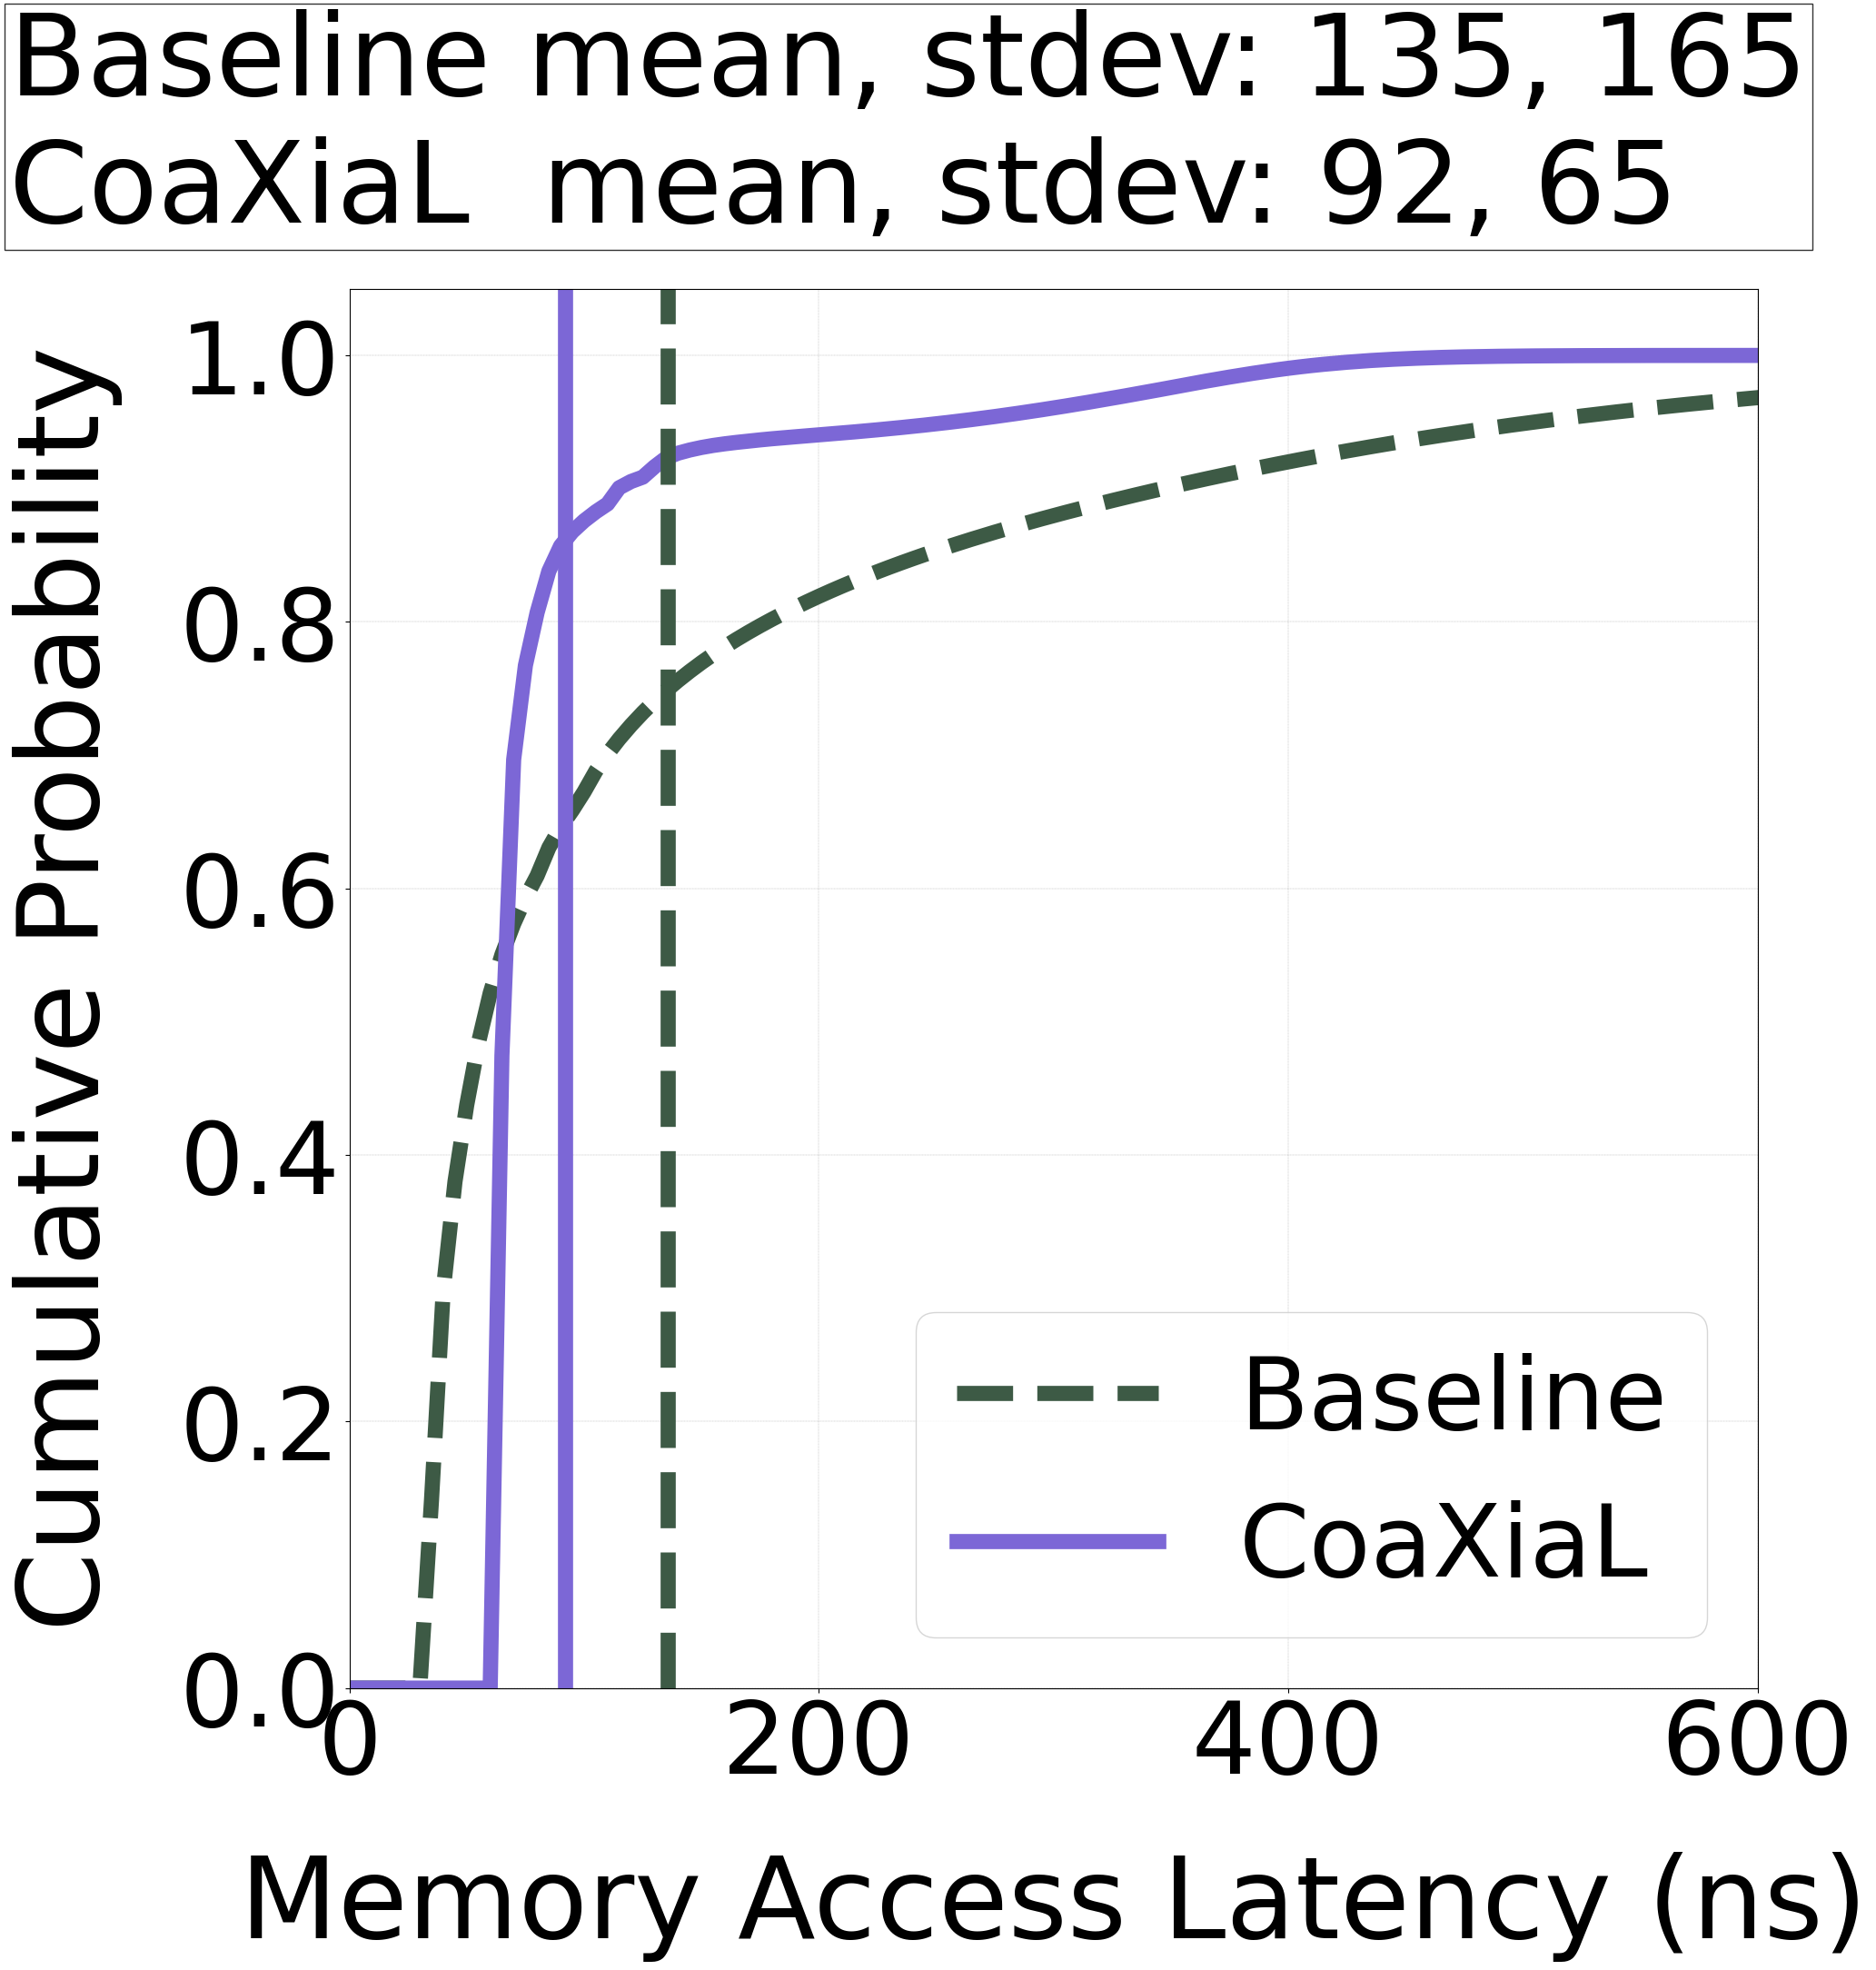 Baseline mean, stdev: 135, 165
CoaXiaL mean, stdev: 92, 65
Cumulative Probability
1.0
0.8
0.6
0.4
0.2
0.0
0
200
400
600
Baseline
CoaXiaL
Memory Access Latency (ns)